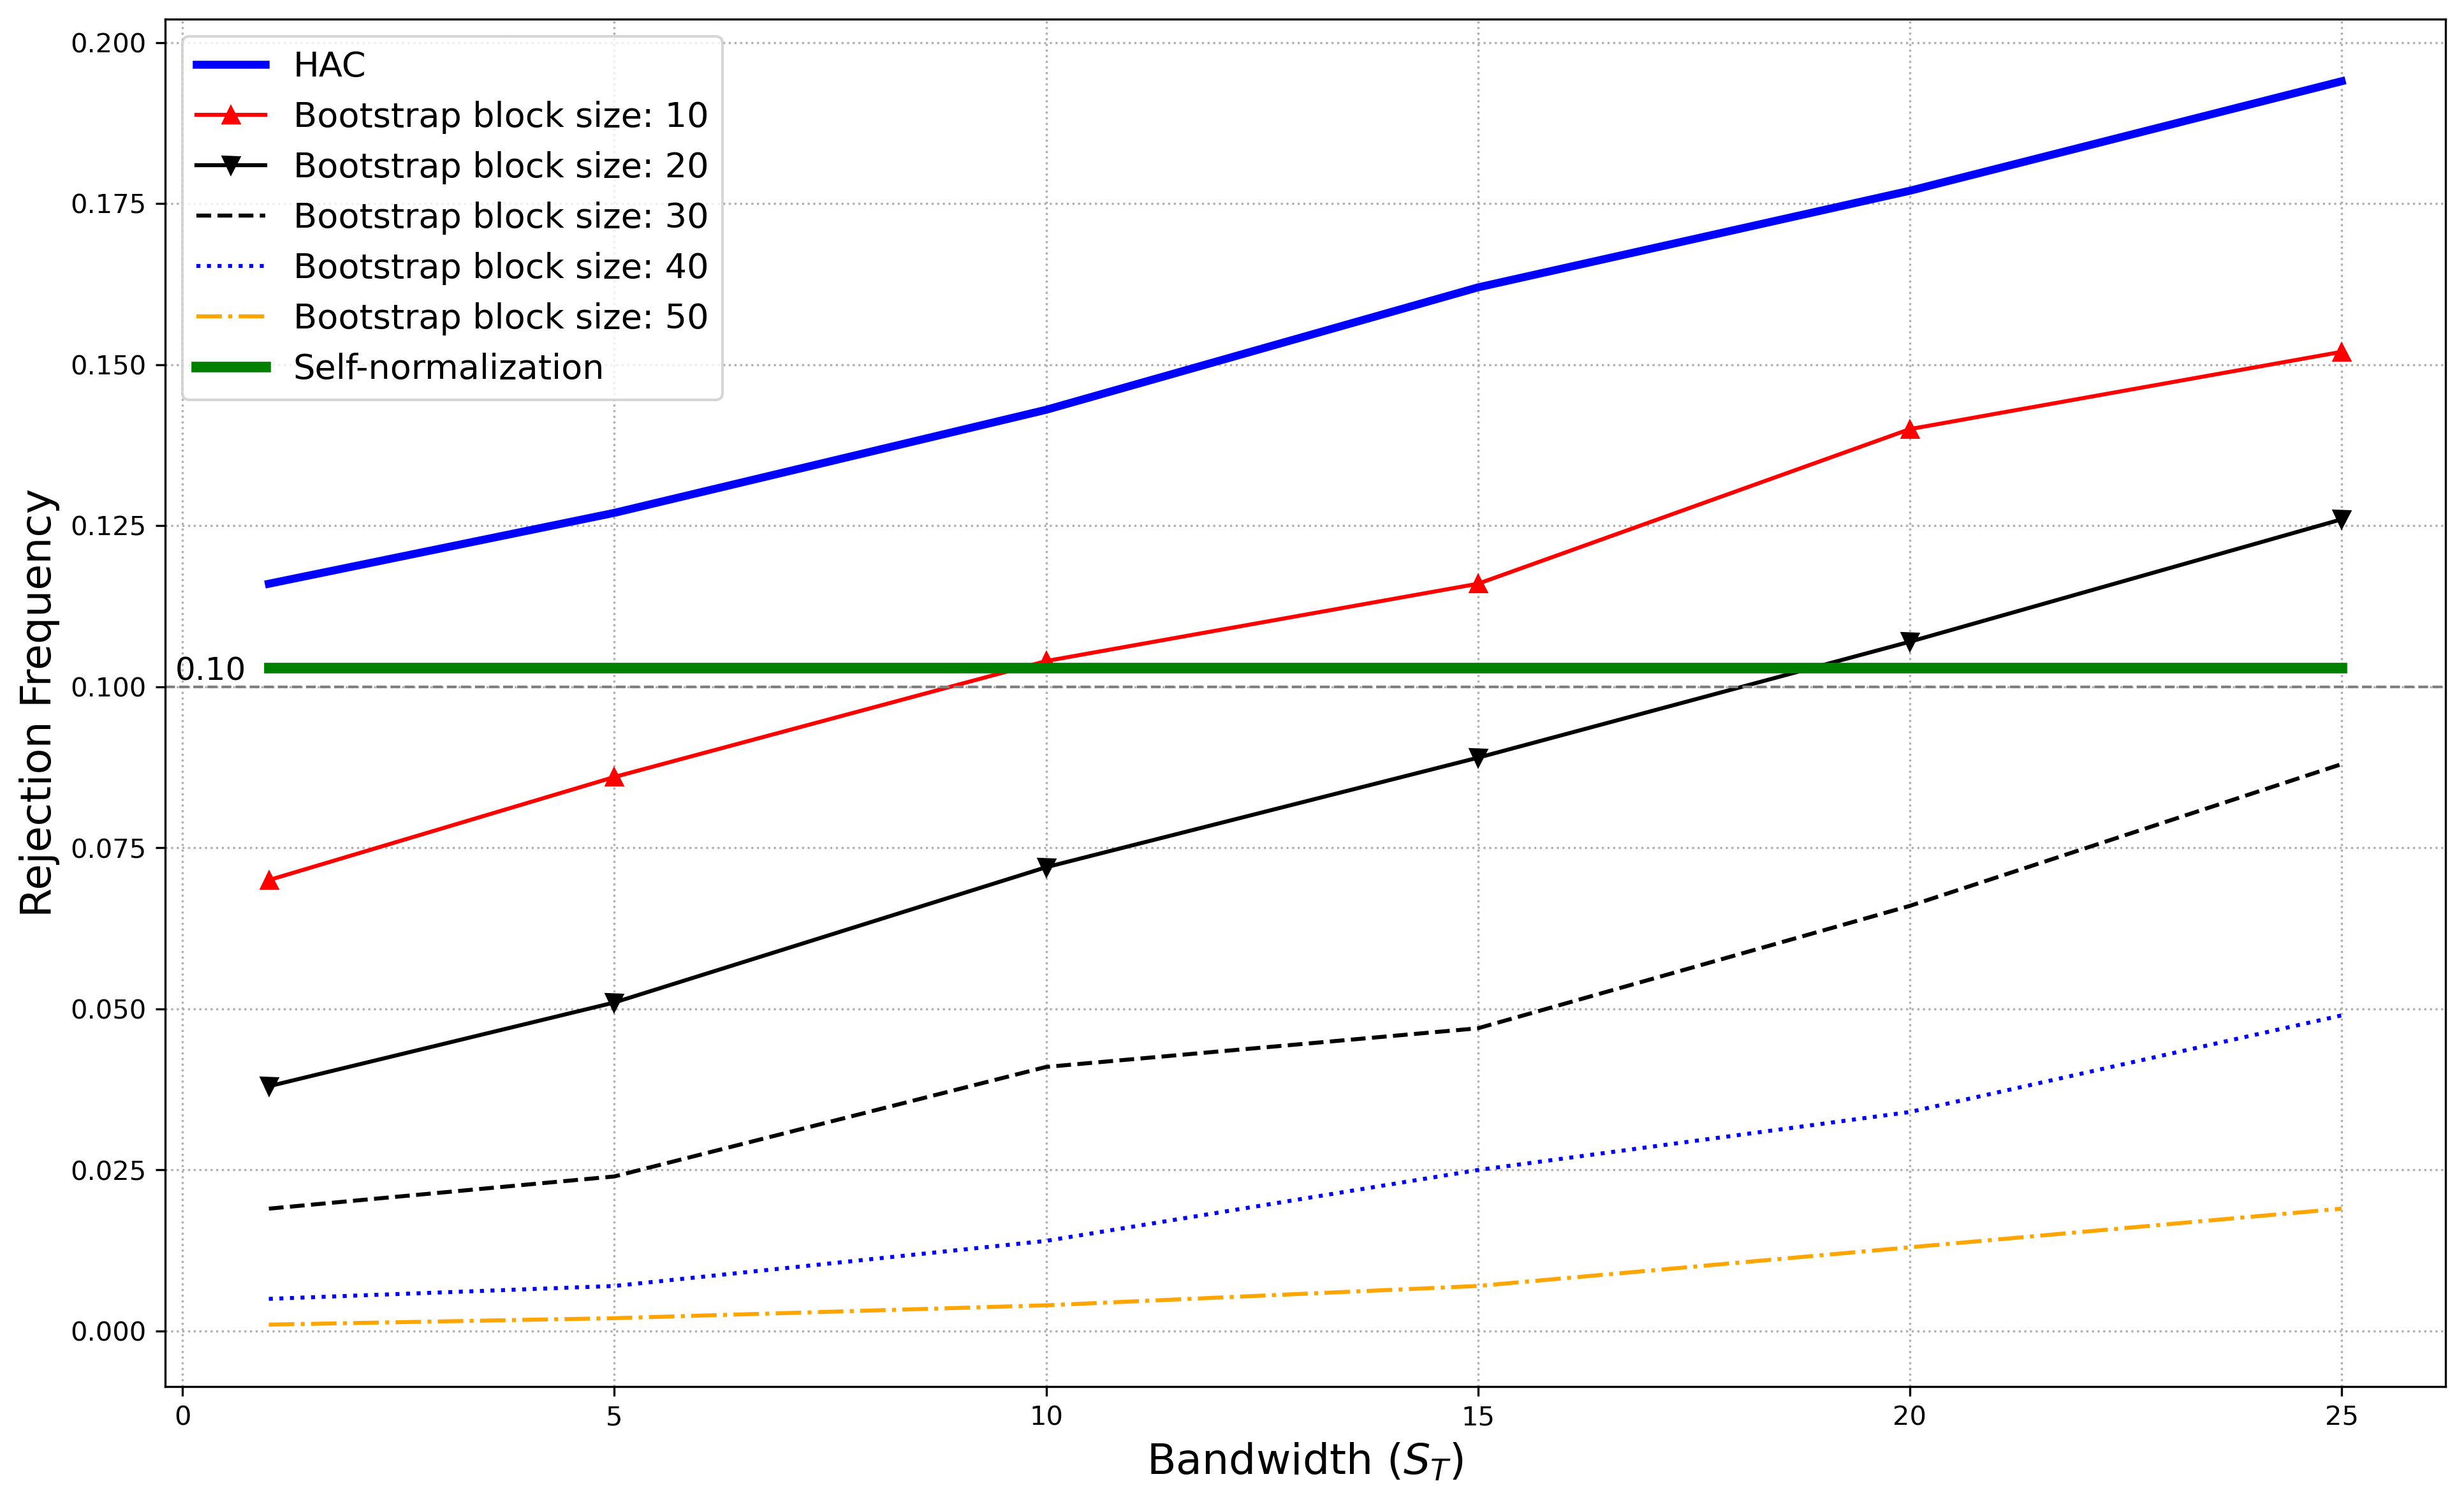 HAC
Bootstrap block size: 10
Bootstrap block size: 20
Bootstrap block size: 30
Bootstrap block size: 40
Bootstrap block size: 50
Self-normalization
Rejection Frequency
0.200
0.175
0.150
0.125
0.100
0.075
0.050
0.025
0.000
0.10
0 5 10 15 20 25
Bandwidth (S_T)